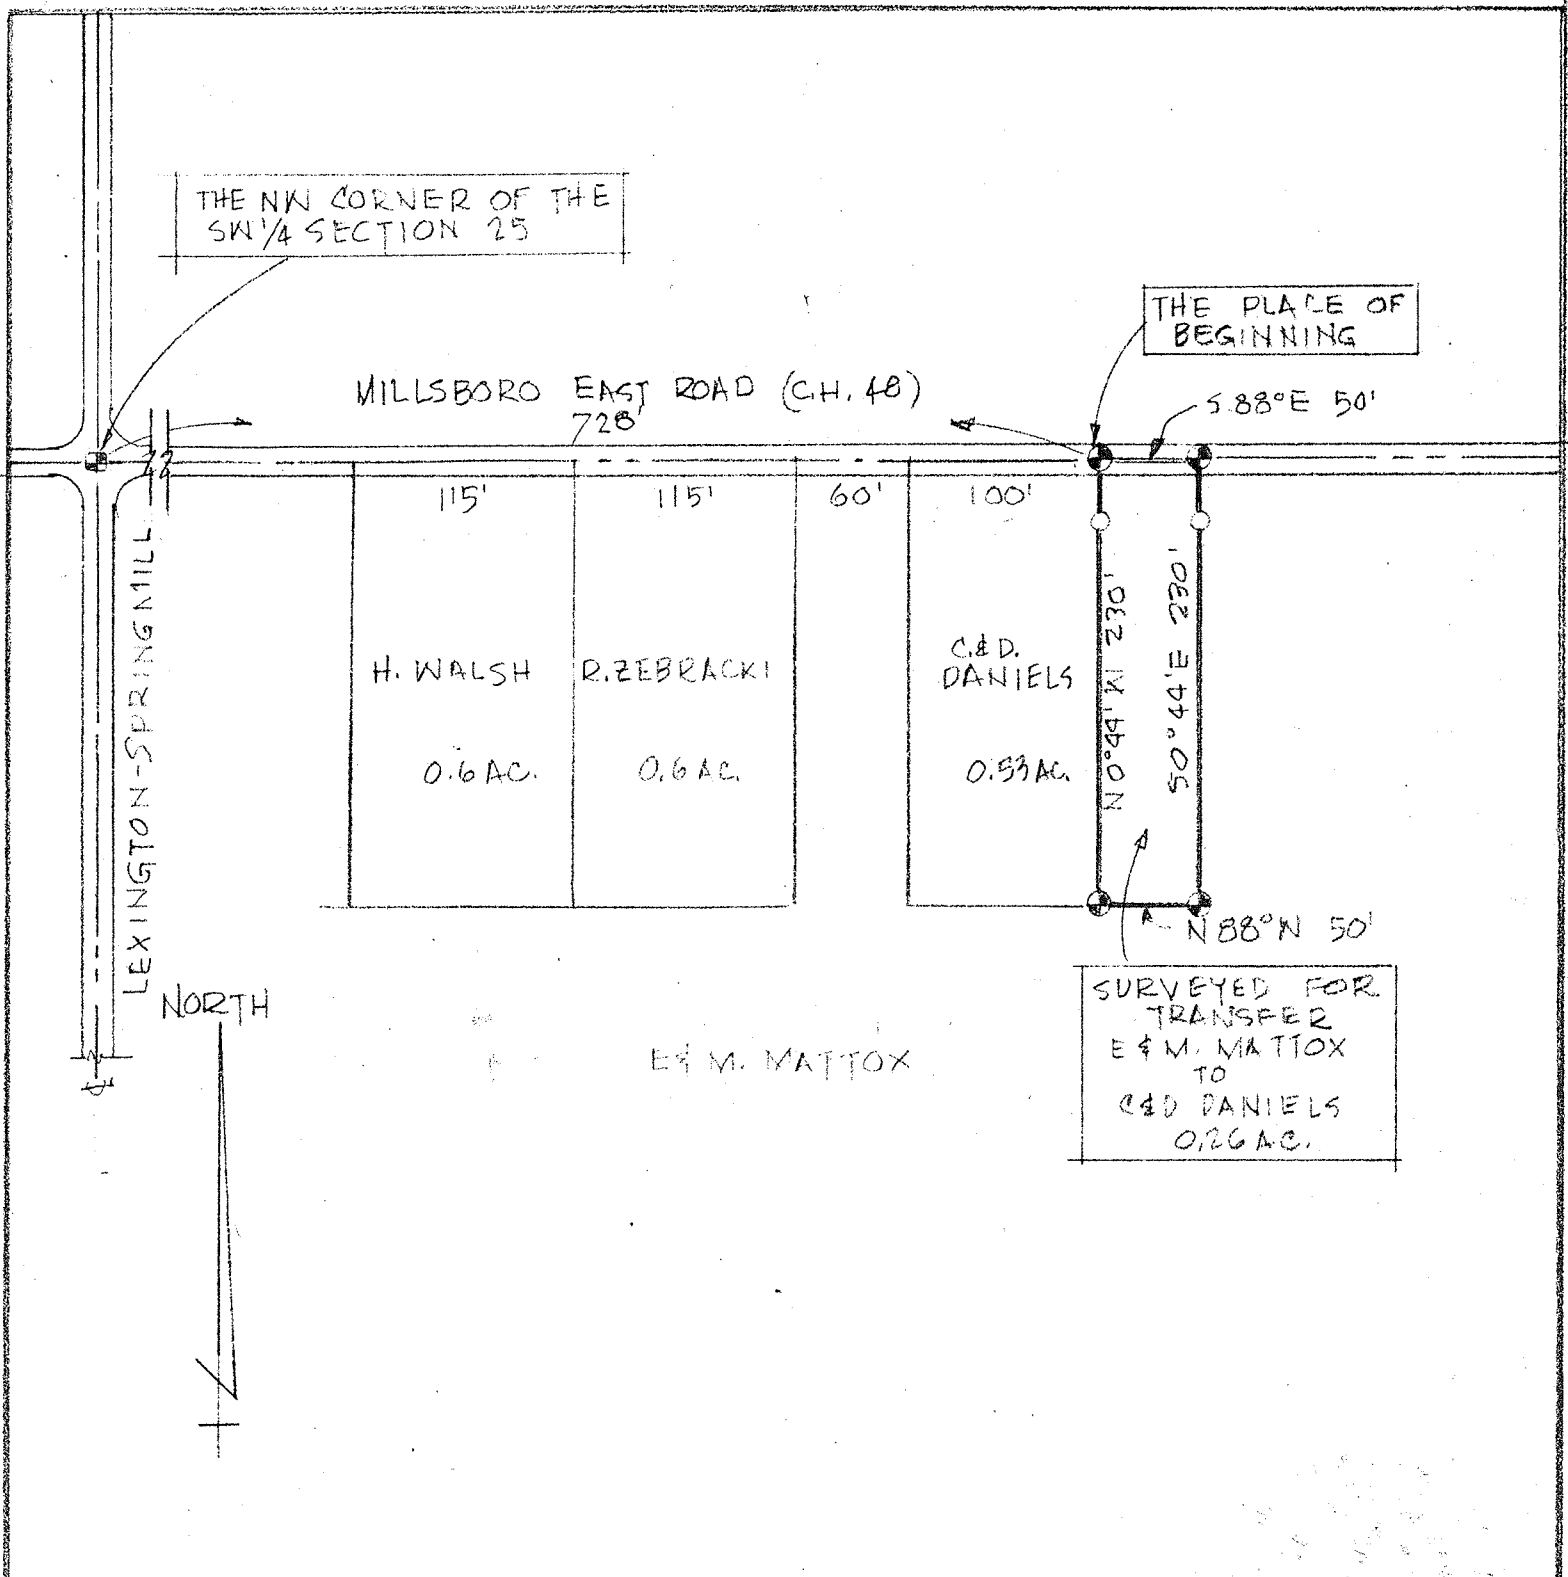 THE NW CORNER OF THE
SW 1/4 SECTION 25
THE PLACE OF
BEGINNING
MILLSBORO EAST ROAD (C.H. 48)
728'
S.88°E 50'
115'
115'
60'
100'
LEXINGTON-SPRINGMILL
H. WALSH
0.6 AC.
R. ZEBRACKI
0.6 AC.
C.&D.
DANIELS
0.53 AC.
N 0°44' W 230'
S 0°44' E 230'
N 88° W 50'
SURVEYED FOR
TRANSFER
E & M. MATTOX
TO
C&D DANIELS
0.26 AC.
NORTH
E & M. MATTOX